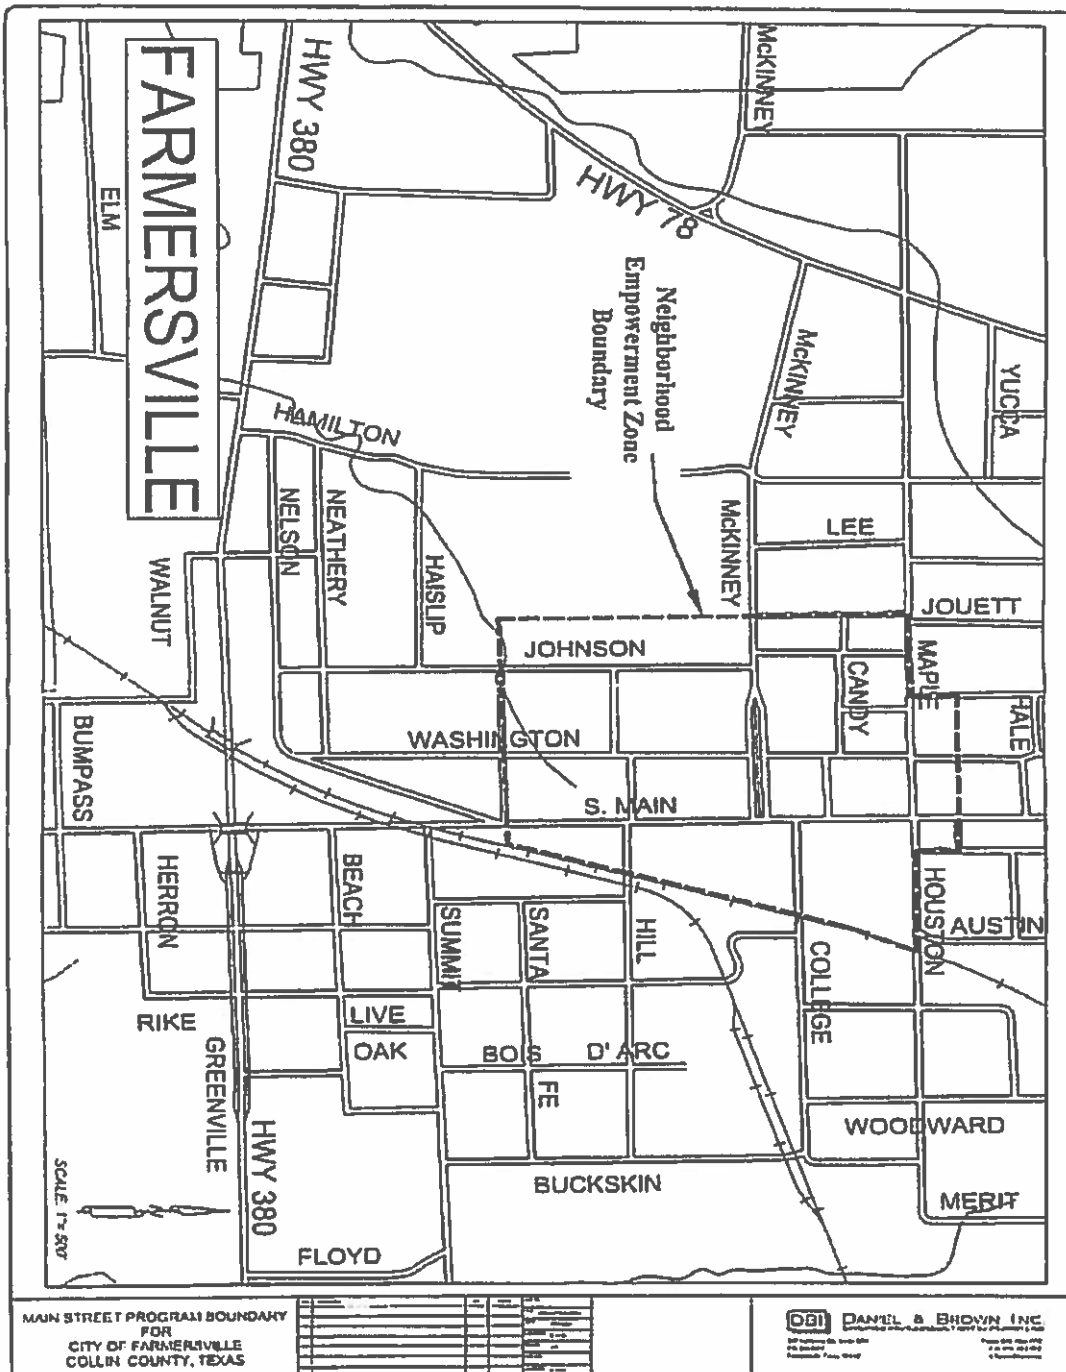 FARMERSVILLE
HWY 380
McKINNEY
HWY 78
ELM
Neighborhood
Empowerment Zone
Boundary
McKINNEY
YUCCA
HAMILTON
NELSON
NEATHERY
HAISLIP
McKINNEY
LEE
WALNUT
JOUETT
JOHNSON
CANDY
MAPLE
HALE
WASHINGTON
BUMPASS
S. MAIN
HERRON
BEACH
SUMMIT
SANTA
HILL
HOUSTON
AUSTIN
COLLEGE
RIKE
LIVE
OAK
BOIS D' ARC
FE
GREENVILLE
HWY 380
WOODWARD
BUCKSKIN
MERIT
FLOYD
SCALE: 1"= 500'
N
MAIN STREET PROGRAM BOUNDARY
FOR
CITY OF FARMERSVILLE
COLLIN COUNTY, TEXAS
DBI DANIEL & BROWN INC.